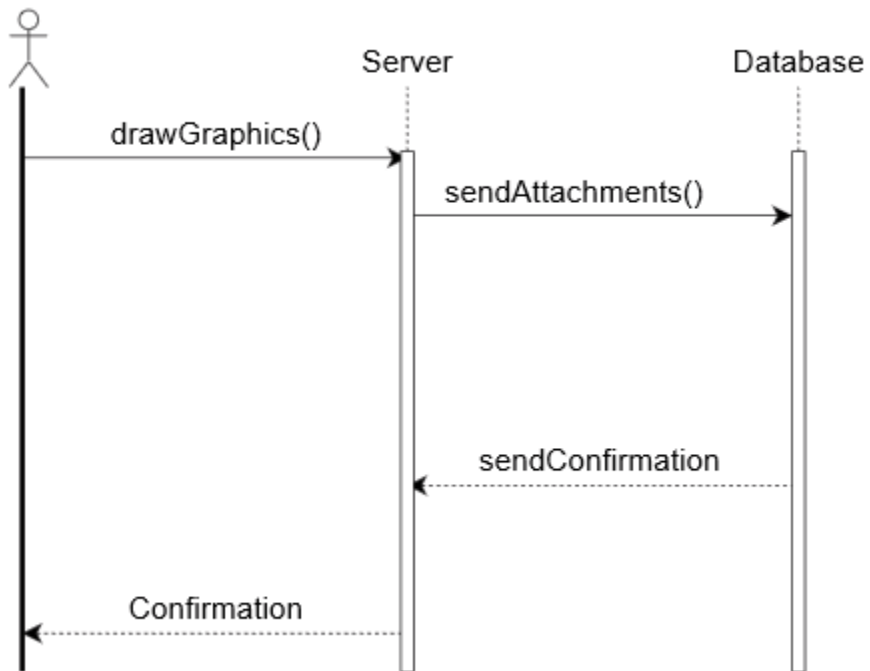 Server
Database
drawGraphics()
sendAttachments()
sendConfirmation
Confirmation